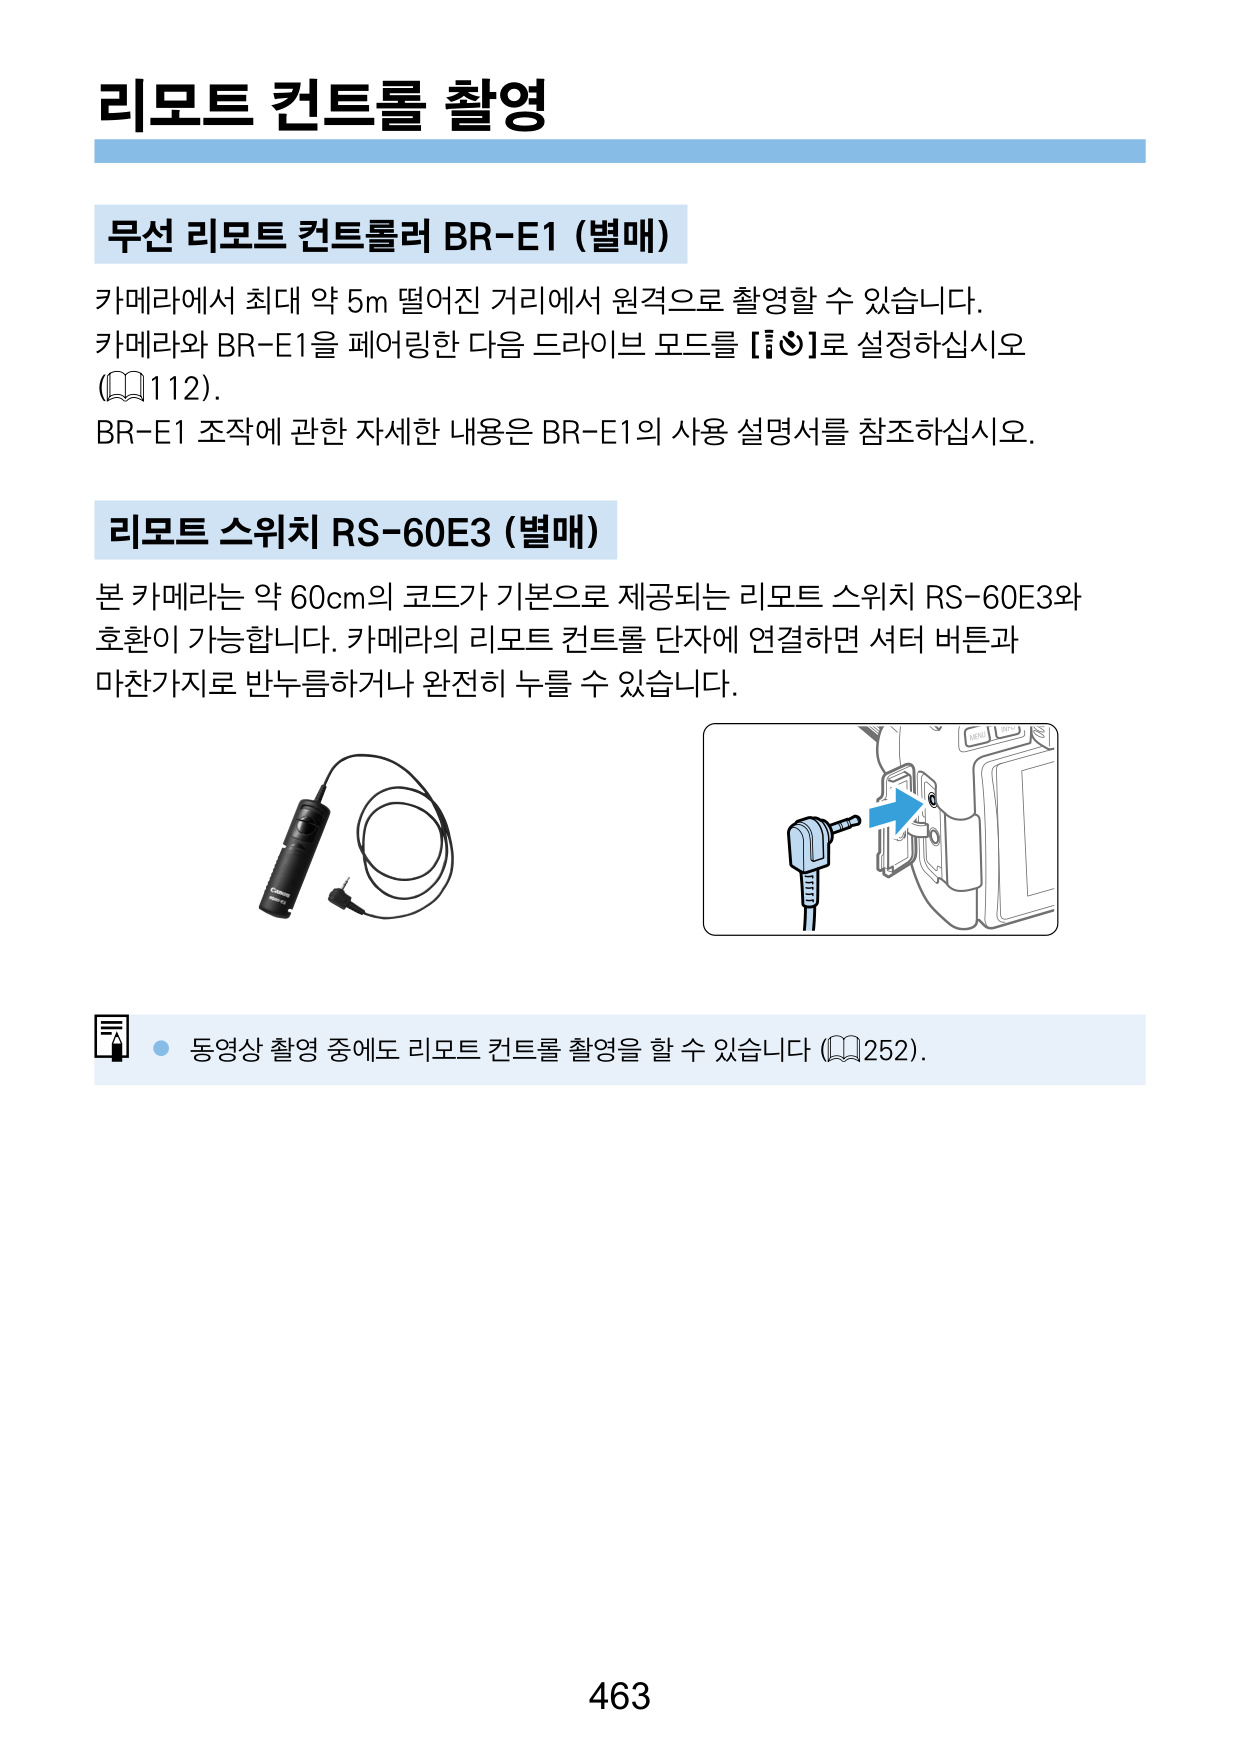 리모트 컨트롤 촬영
무선 리모트 컨트롤러 BR-E1 (별매)
카메라에서 최대 약 5m 떨어진 거리에서 원격으로 촬영할 수 있습니다.
카메라와 BR-E1을 페어링한 다음 드라이브 모드를 []로 설정하십시오
(112).
BR-E1 조작에 관한 자세한 내용은 BR-E1의 사용 설명서를 참조하십시오.
리모트 스위치 RS-60E3 (별매)
본 카메라는 약 60cm의 코드가 기본으로 제공되는 리모트 스위치 RS-60E3와
호환이 가능합니다. 카메라의 리모트 컨트롤 단자에 연결하면 셔터 버튼과
마찬가지로 반누름하거나 완전히 누를 수 있습니다.
Canon
MENU INFO
● 동영상 촬영 중에도 리모트 컨트롤 촬영을 할 수 있습니다 (252).
463